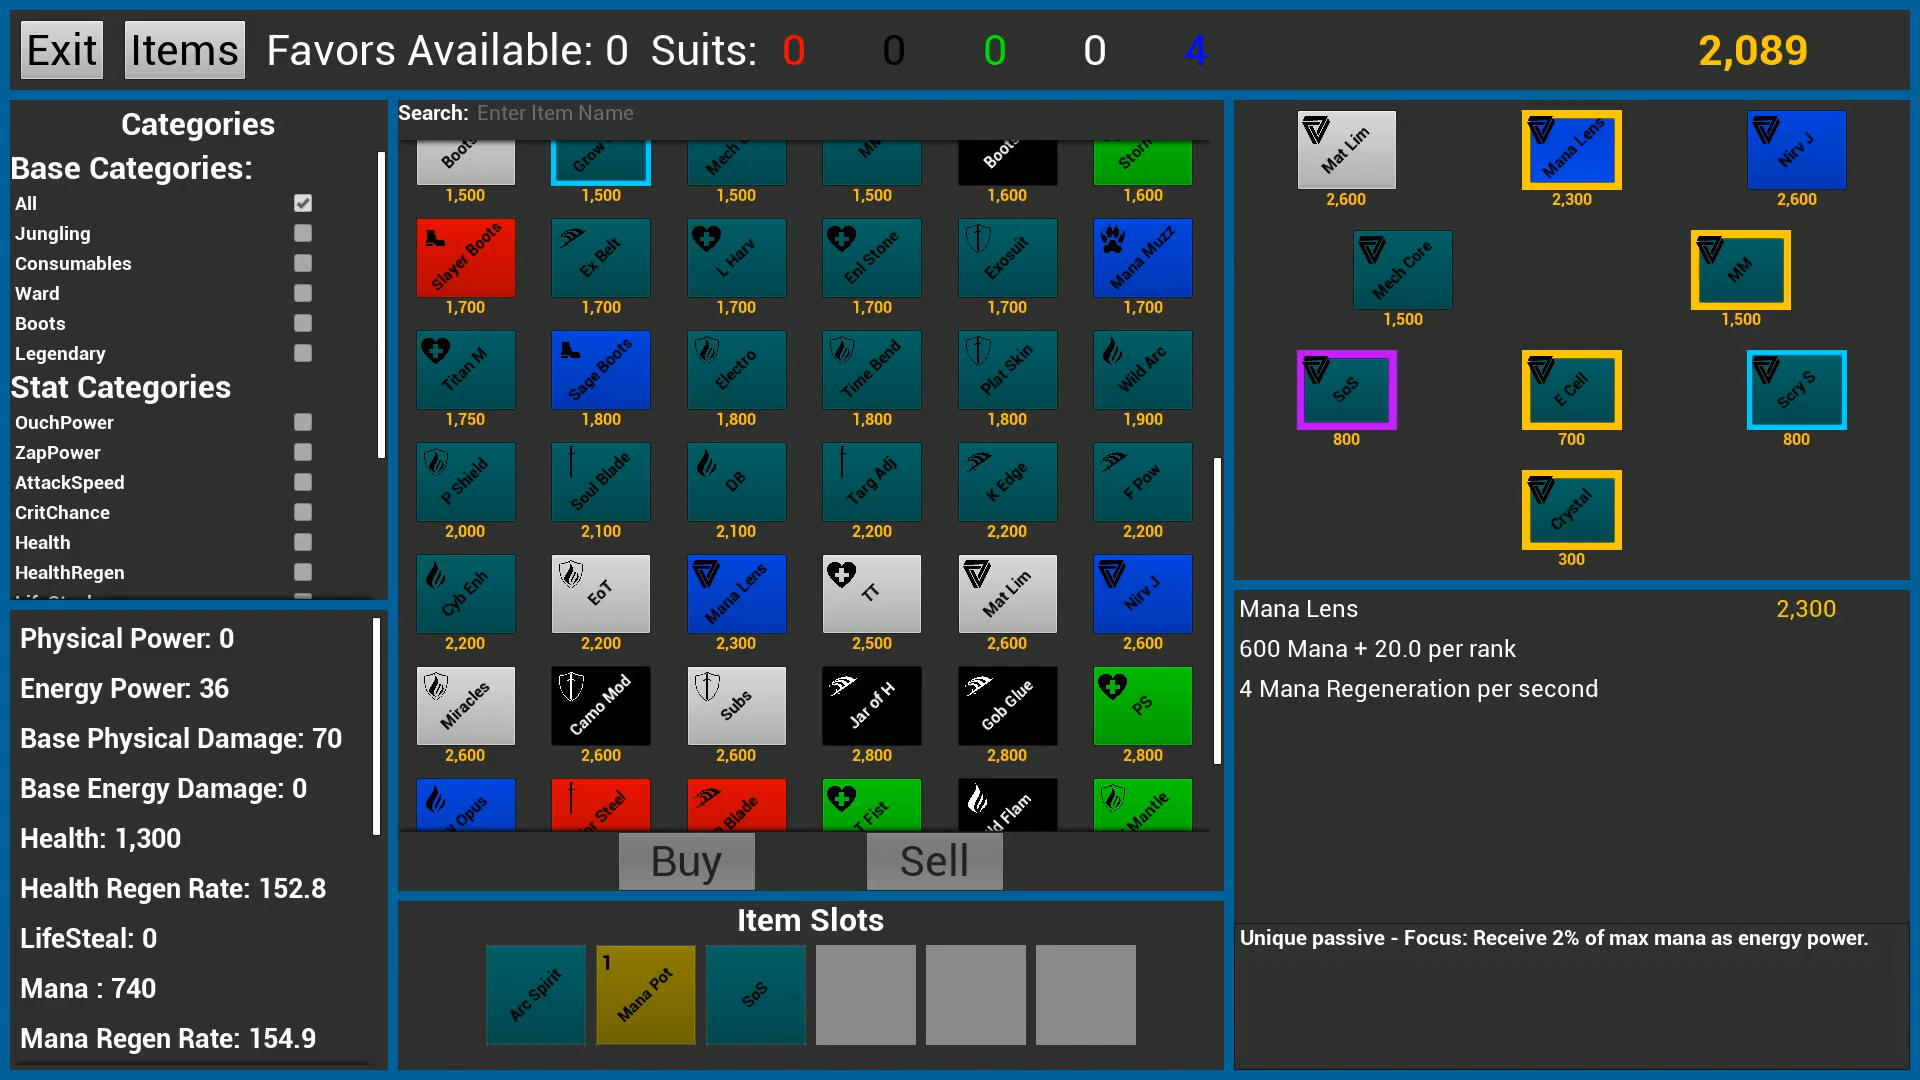 Exit Items Favors Available: 0 Suits: 0 0 0 0 4 2,089
Categories
Base Categories:
All
Jungling
Consumables
Ward
Boots
Legendary
Stat Categories
OuchPower
ZapPower
AttackSpeed
CritChance
Health
HealthRegen
Physical Power: 0
Energy Power: 36
Base Physical Damage: 70
Base Energy Damage: 0
Health: 1,300
Health Regen Rate: 152.8
LifeSteal: 0
Mana : 740
Mana Regen Rate: 154.9
Search: Enter Item Name
Boots Grow Mech Boots Storm
1,500 1,500 1,500 1,500 1,600 1,600
Slayer Boots Ex Belt L Harv Enl Stone Exosuit Mana Muzz
1,700 1,700 1,700 1,700 1,700 1,700
Titan M Sage Boots Electro Time Bend Plat Skin Wild Arc
1,750 1,800 1,800 1,800 1,800 1,900
P Shield Soul Blade DB Targ Adj K Edge F Pow
2,000 2,100 2,100 2,200 2,200 2,200
Cyb Enh EoT Mana Lens TT Mat Lim Nirv J
2,200 2,200 2,300 2,500 2,600 2,600
Miracles Camo Mod Subs Jar of H Gob Glue PS
2,600 2,600 2,600 2,800 2,800 2,800
Opus Steel Blade T Fist Flam Mantle
Buy Sell
Item Slots
Arc Spirit 1 Mana Pot SoS
Mat Lim Mana Lens Nirv J
2,600 2,300 2,600
Mech Core MM
1,500 1,500
SoS E Cell Scry S
800 700 800
Crystal
300
Mana Lens 2,300
600 Mana + 20.0 per rank
4 Mana Regeneration per second
Unique passive - Focus: Receive 2% of max mana as energy power.